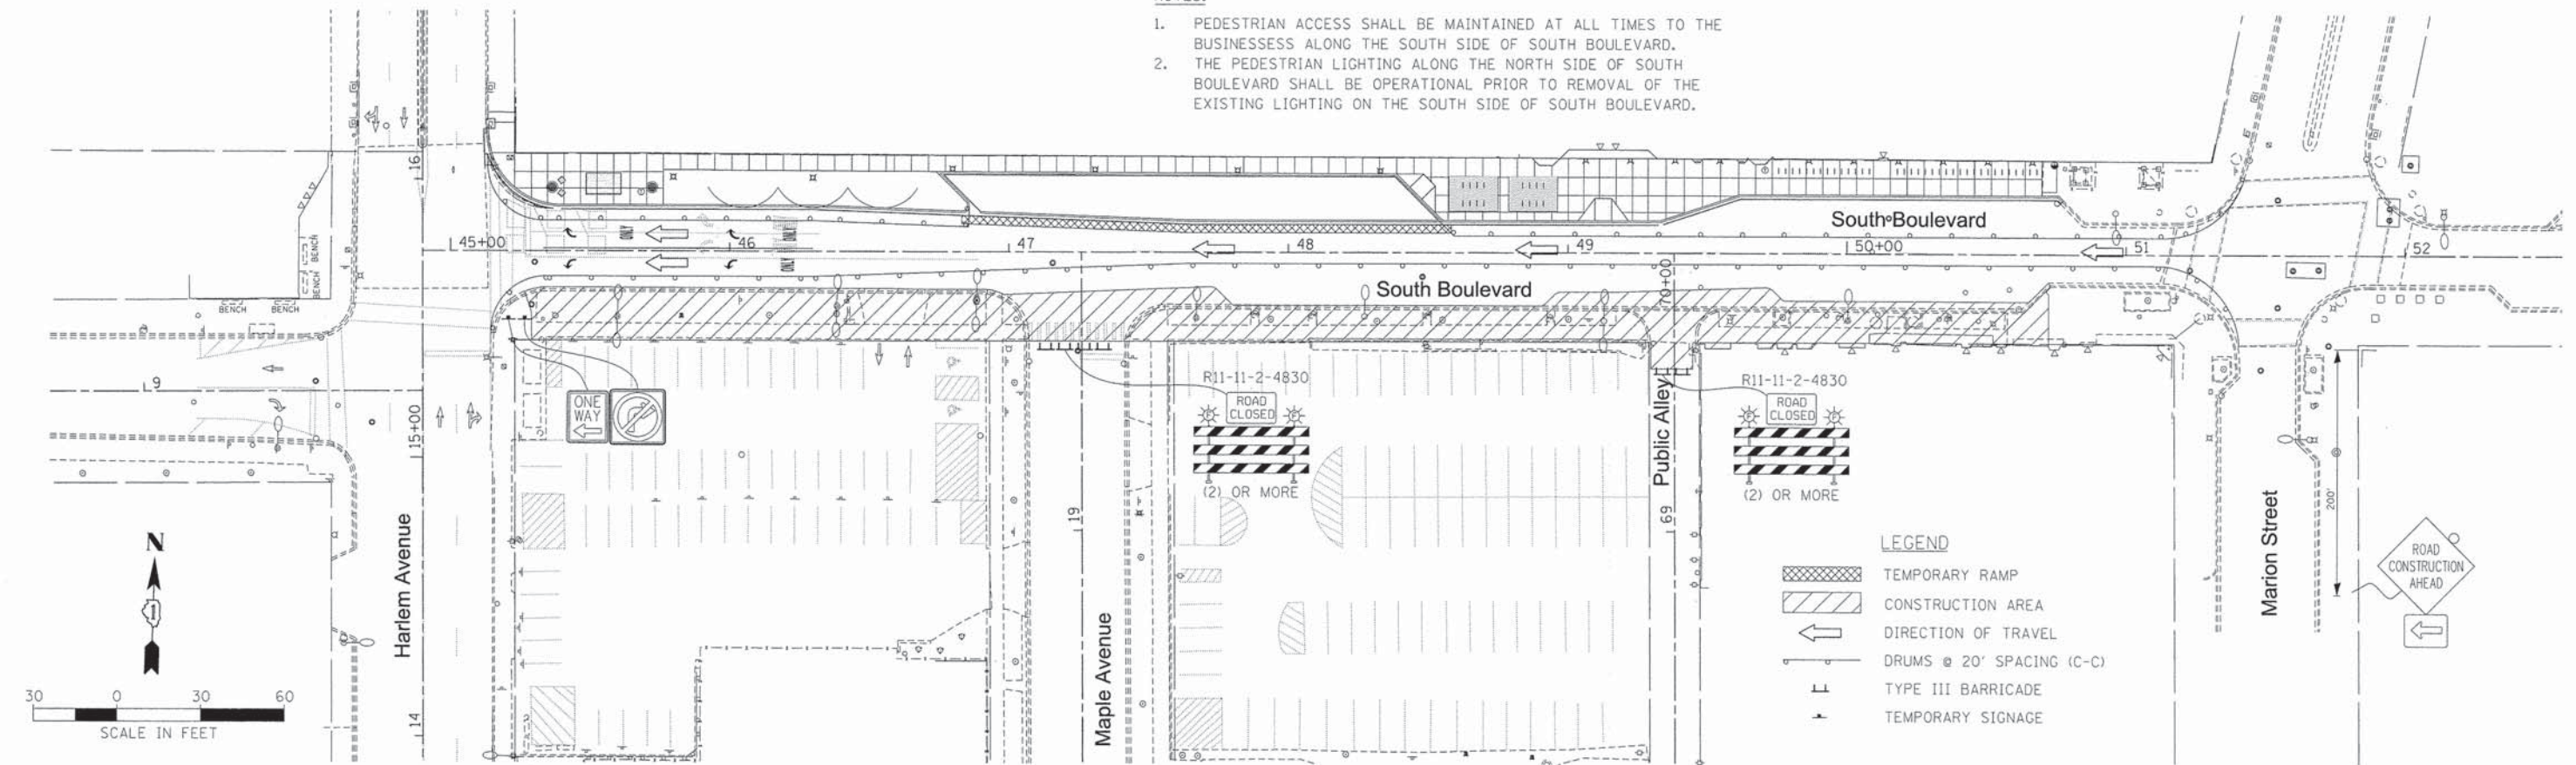 NOTES:
1. PEDESTRIAN ACCESS SHALL BE MAINTAINED AT ALL TIMES TO THE
BUSINESSESS ALONG THE SOUTH SIDE OF SOUTH BOULEVARD.
2. THE PEDESTRIAN LIGHTING ALONG THE NORTH SIDE OF SOUTH
BOULEVARD SHALL BE OPERATIONAL PRIOR TO REMOVAL OF THE
EXISTING LIGHTING ON THE SOUTH SIDE OF SOUTH BOULEVARD.
16
South Boulevard
45+00
ONLY
46
ONLY
47
48
49
50+00
51
52
ONLY
BENCH
BENCH
BENCH
BENCH
South Boulevard
70+00
9
15+00
ONE
WAY
R11-11-2-4830
ROAD
CLOSED
(2) OR MORE
R11-11-2-4830
ROAD
CLOSED
(2) OR MORE
Public Alley
19
69
200'
N
Harlem Avenue
Maple Avenue
Marion Street
14
ROAD
CONSTRUCTION
AHEAD
LEGEND
TEMPORARY RAMP
CONSTRUCTION AREA
DIRECTION OF TRAVEL
DRUMS @ 20' SPACING (C-C)
TYPE III BARRICADE
TEMPORARY SIGNAGE
30 0 30 60
SCALE IN FEET